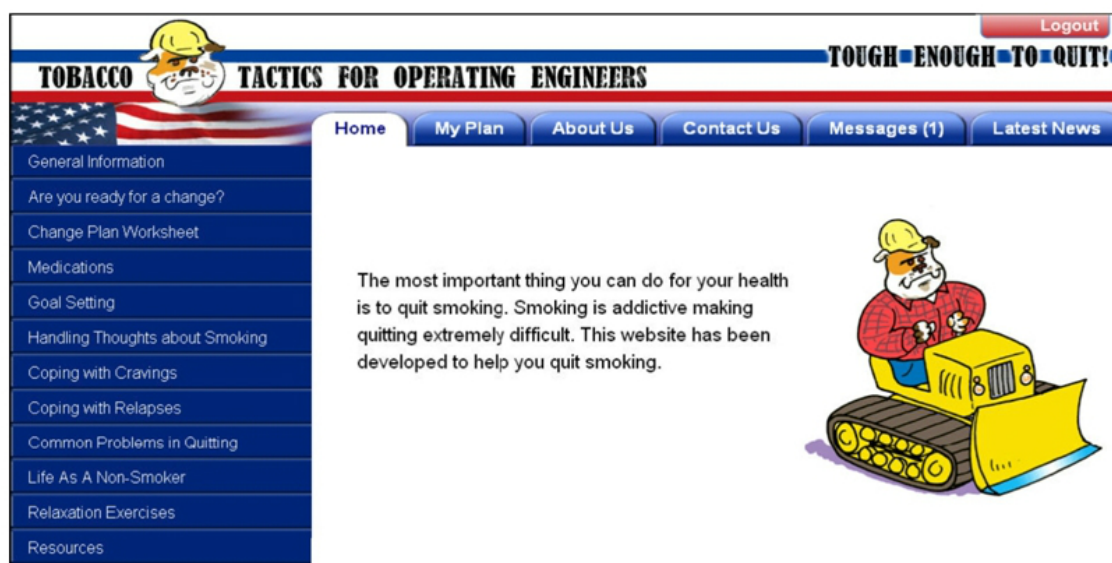 Logout
TOUGH ENOUGH TO QUIT!
TOBACCO TACTICS FOR OPERATING ENGINEERS
Home My Plan About Us Contact Us Messages (1) Latest News
General Information
Are you ready for a change?
Change Plan Worksheet
Medications
Goal Setting
Handling Thoughts about Smoking
Coping with Cravings
Coping with Relapses
Common Problems in Quitting
Life As A Non-Smoker
Relaxation Exercises
Resources
The most important thing you can do for your health
is to quit smoking. Smoking is addictive making
quitting extremely difficult. This website has been
developed to help you quit smoking.